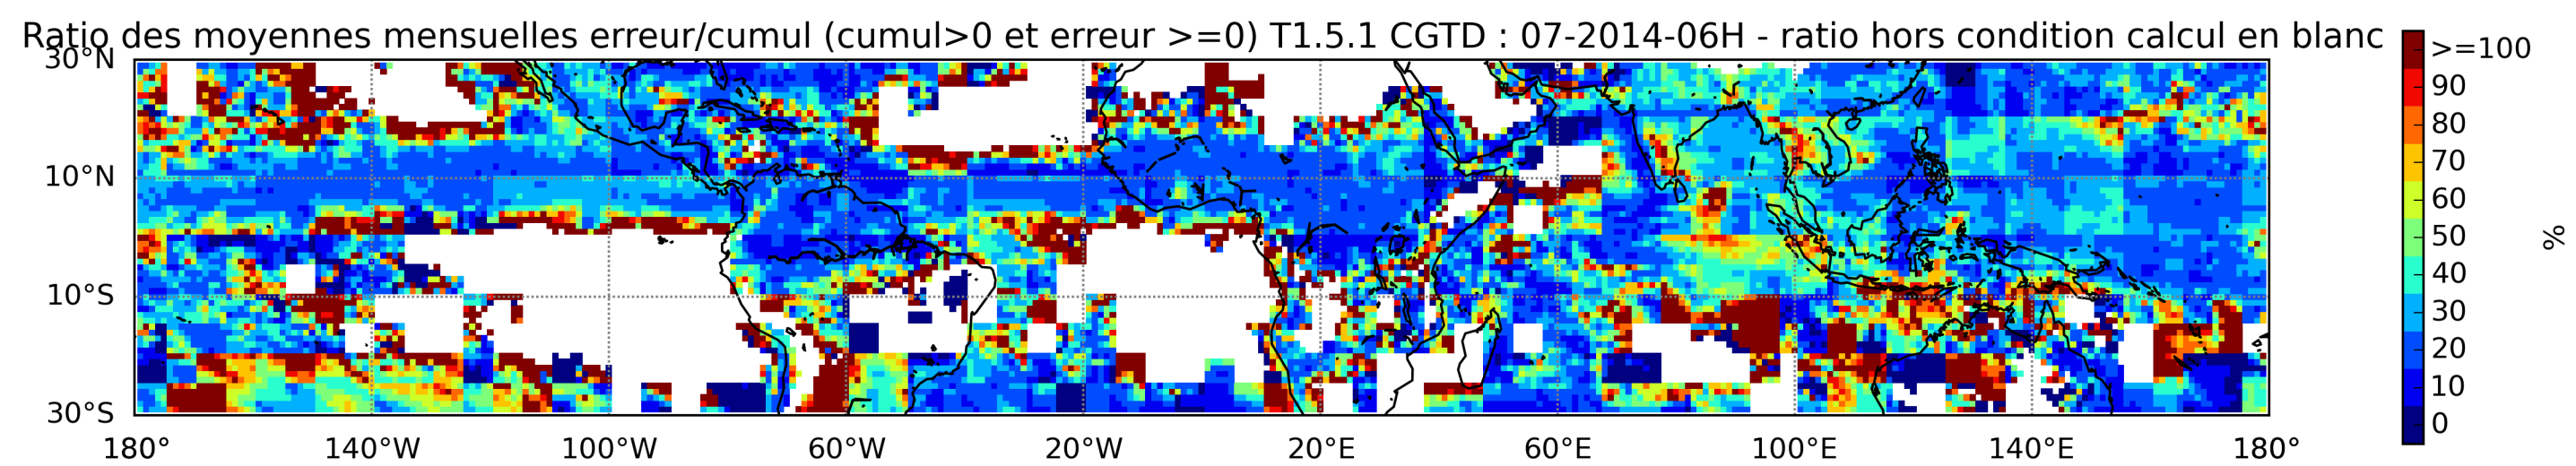 Ratio des moyennes mensuelles erreur/cumul (cumul>0 et erreur >=0) T1.5.1 CGTD : 07-2014-06H - ratio hors condition calcul en blanc
30°N
10°N
10°S
30°S
180° 140°W 100°W 60°W 20°W 20°E 60°E 100°E 140°E 180°
>=100
90
80
70
60
50
40
30
20
10
0
%